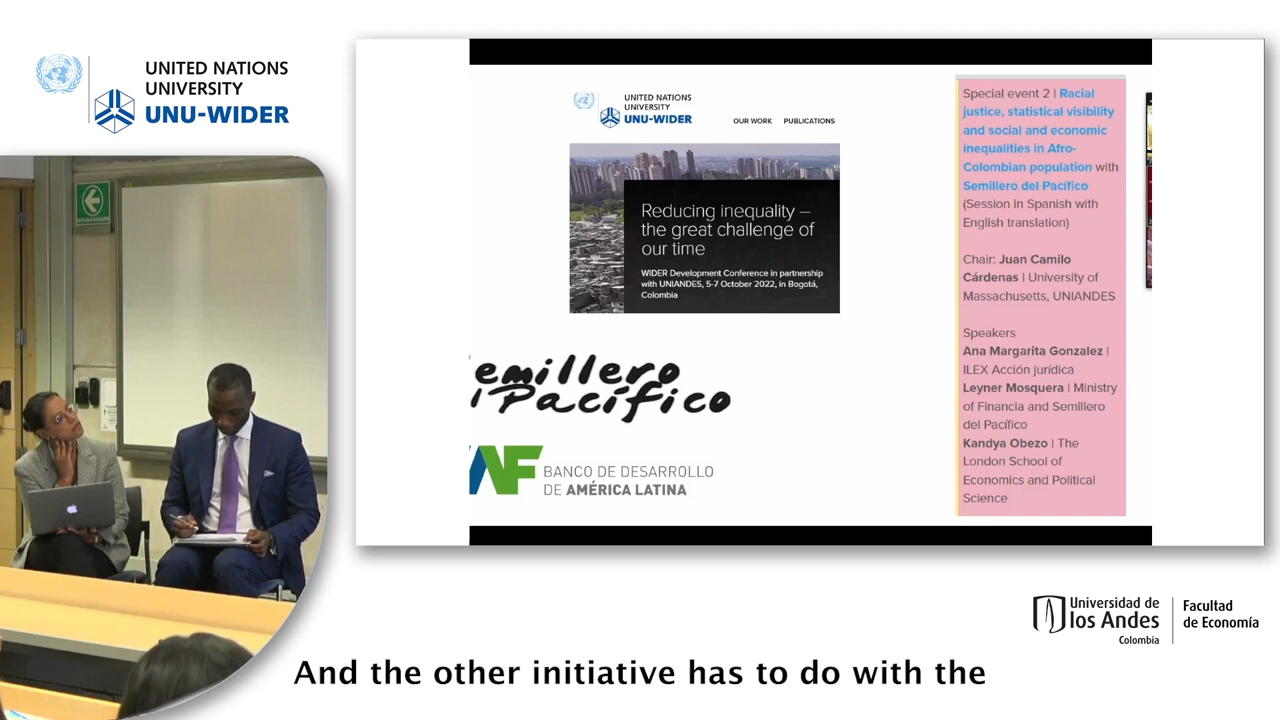 UNITED NATIONS
UNIVERSITY
UNU-WIDER
UNITED NATIONS
UNIVERSITY
UNU-WIDER
OUR WORK PUBLICATIONS
Reducing inequality –
the great challenge of
our time
WIDER Development Conference in partnership
with UNIANDES, 5-7 October 2022, in Bogotá,
Colombia
emillero
l Pacífico
AF BANCO DE DESARROLLO
DE AMÉRICA LATINA
Special event 2 | Racial
justice, statistical visibility
and social and economic
inequalities in Afro-
Colombian population with
Semillero del Pacífico
(Session in Spanish with
English translation)
Chair: Juan Camilo
Cárdenas | University of
Massachusetts, UNIANDES
Speakers
Ana Margarita Gonzalez |
ILEX Acción jurídica
Leyner Mosquera | Ministry
of Financia and Semillero
del Pacífico
Kandya Obezo | The
London School of
Economics and Political
Science
Universidad de
los Andes
Colombia
Facultad
de Economía
And the other initiative has to do with the